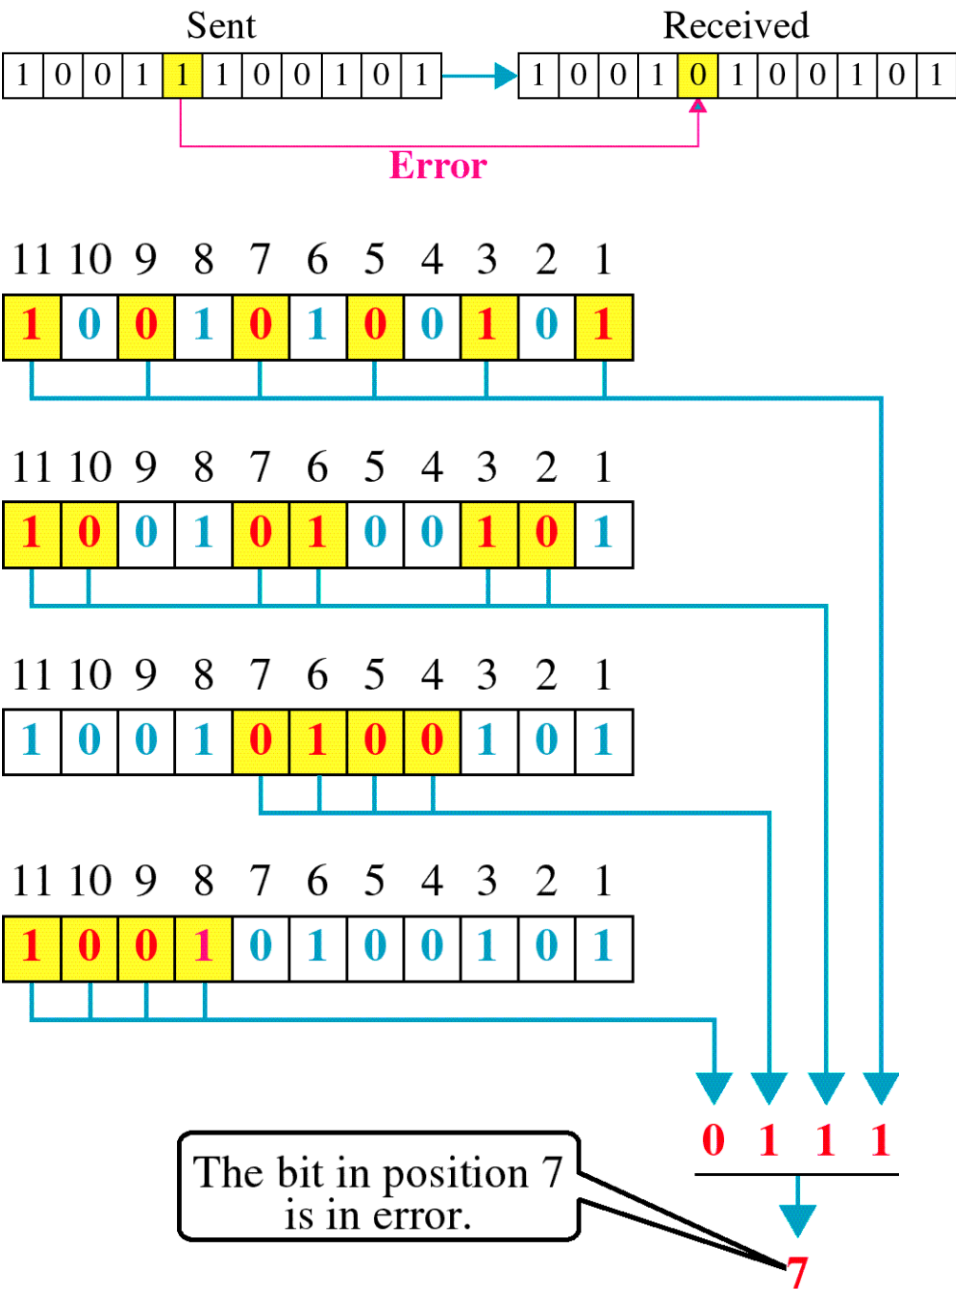 Sent Received
1 0 0 1 1 1 0 0 1 0 1 1 0 0 1 0 1 0 0 1 0 1
Error
11 10 9 8 7 6 5 4 3 2 1
1 0 0 1 0 1 0 0 1 0 1
11 10 9 8 7 6 5 4 3 2 1
1 0 0 1 0 1 0 0 1 0 1
11 10 9 8 7 6 5 4 3 2 1
1 0 0 1 0 1 0 0 1 0 1
11 10 9 8 7 6 5 4 3 2 1
1 0 0 1 0 1 0 0 1 0 1
0 1 1 1
The bit in position 7
is in error.
7